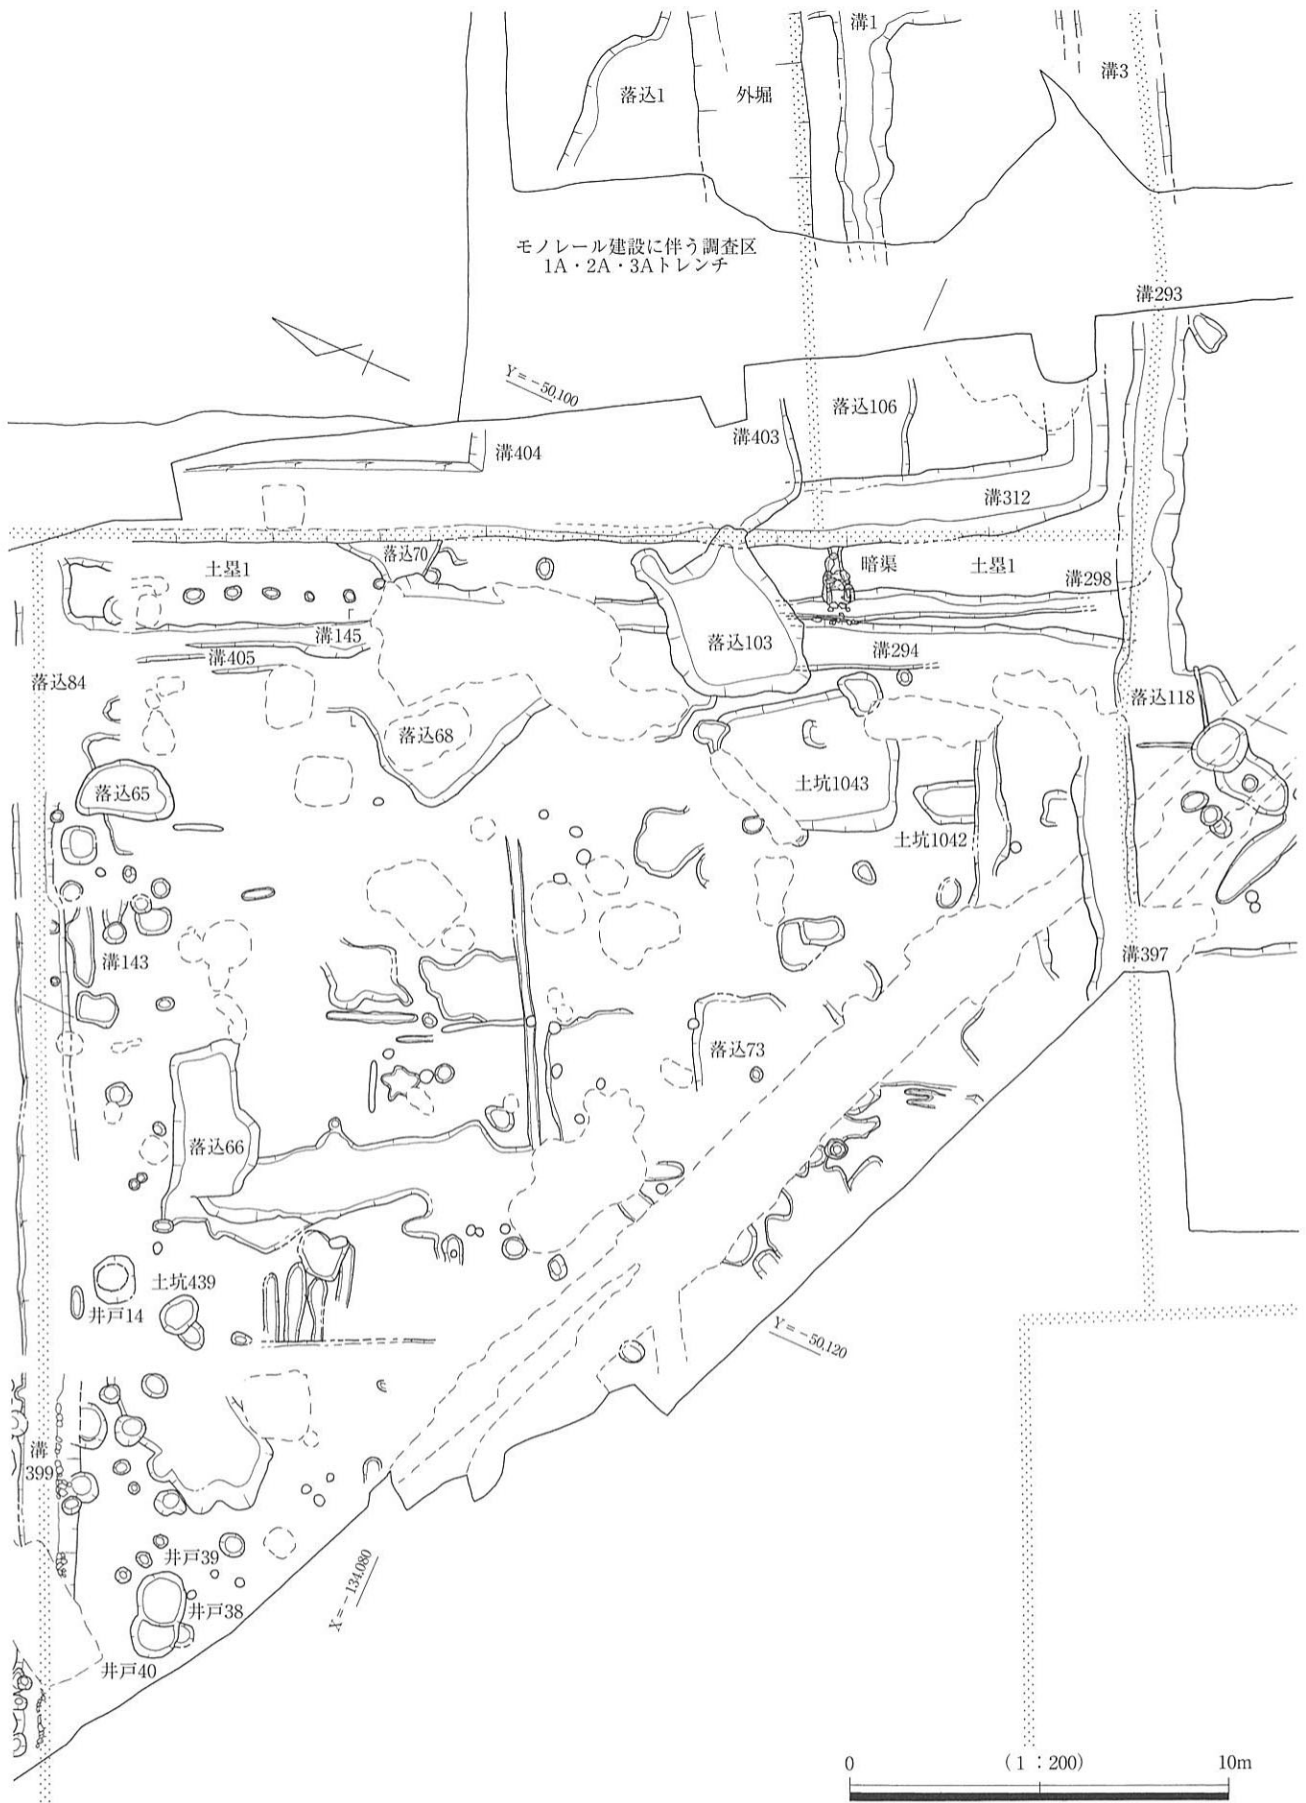 溝1
溝3
落込1
外堀
モノレール建設に伴う調査区
1A・2A・3Aトレンチ
溝293
Y=-50,100
落込106
溝403
溝404
溝312
落込70
土塁1
暗渠
土塁1
溝298
溝145
落込103
溝294
溝405
落込84
落込118
落込68
土坑1043
落込65
土坑1042
溝143
溝397
落込73
落込66
土坑439
井戸14
Y=-50,120
溝
399
井戸39
X=-134,080
井戸38
井戸40
0
(1:200)
10m